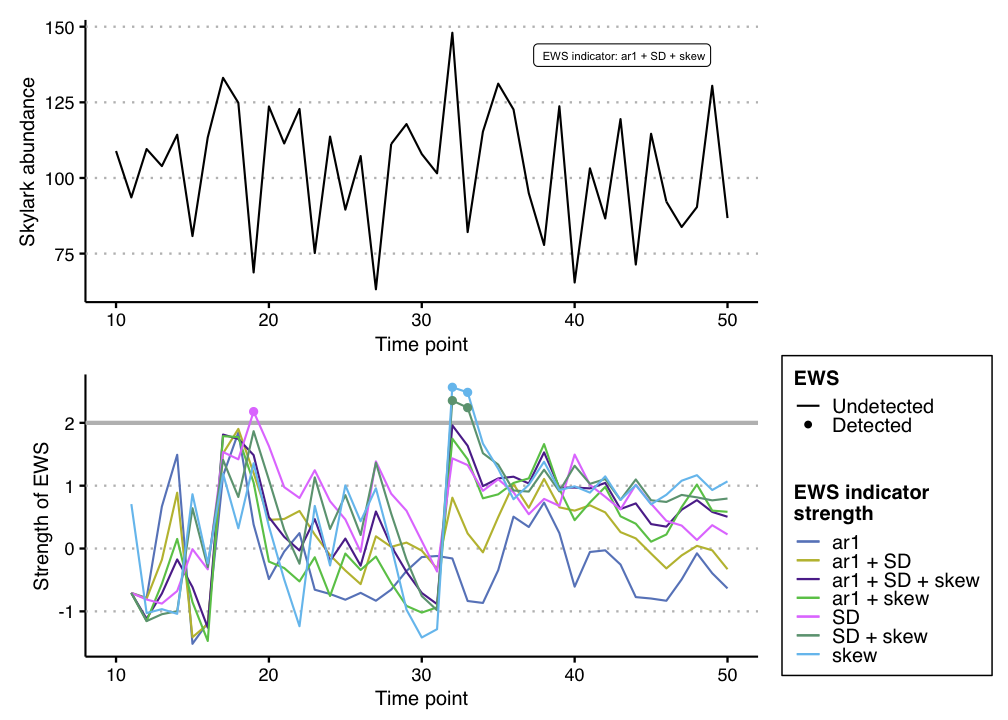 150
125
100
75
Skylark abundance
EWS indicator: ar1 + SD + skew
10 20 30 40 50
Time point
2
1
0
-1
Strength of EWS
10 20 30 40 50
Time point
EWS
Undetected
Detected
EWS indicator
strength
ar1
ar1 + SD
ar1 + SD + skew
ar1 + skew
SD
SD + skew
skew